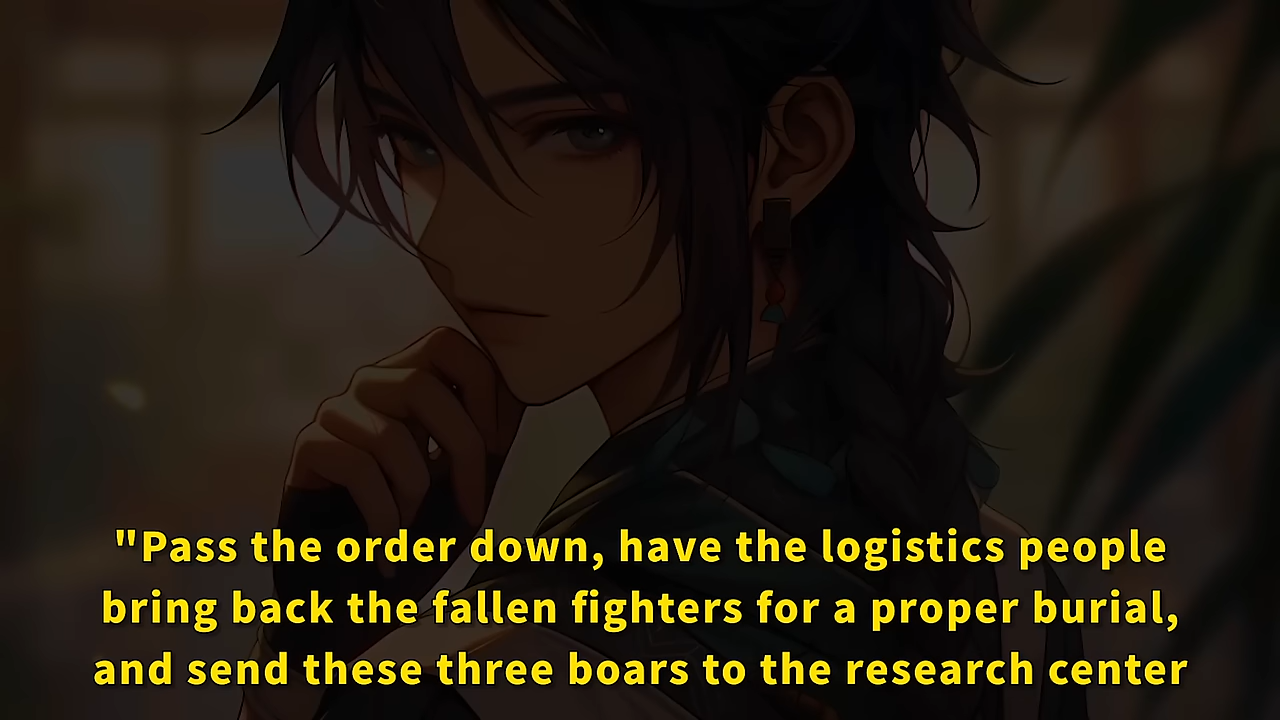 "Pass the order down, have the logistics people
bring back the fallen fighters for a proper burial,
and send these three boars to the research center